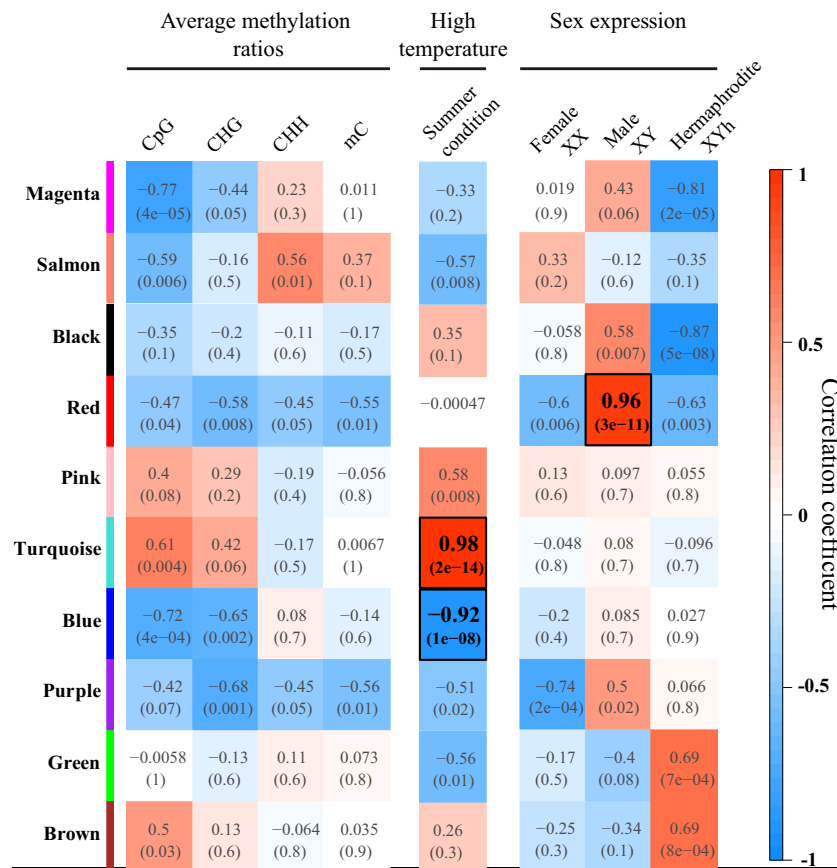 Average methylation
ratios
High
temperature
Sex expression
CpG
CHG
CHH
mC
Summer
condition
Female
XX
Male
XY
Hermaphrodite
XYh
Magenta
−0.77 −0.44 0.23 0.011 −0.33 0.019 0.43 −0.81
(4e−05) (0.05) (0.3) (1) (0.2) (0.9) (0.06) (2e−05)
Salmon
−0.59 −0.16 0.56 0.37 −0.57 0.33 −0.12 −0.35
(0.006) (0.5) (0.01) (0.1) (0.008) (0.2) (0.6) (0.1)
Black
−0.35 −0.2 −0.11 −0.17 0.35 −0.058 0.58 −0.87
(0.1) (0.4) (0.6) (0.5) (0.1) (0.8) (0.007) (5e−08)
Red
−0.47 −0.58 −0.45 −0.55 −0.00047 −0.6 0.96 −0.63
(0.04) (0.008) (0.05) (0.01) (0.006) (3e−11) (0.003)
Pink
0.4 0.29 −0.19 −0.056 0.58 0.13 0.097 0.055
(0.08) (0.2) (0.4) (0.8) (0.008) (0.6) (0.7) (0.8)
Turquoise
0.61 0.42 −0.17 0.0067 0.98 −0.048 0.08 −0.096
(0.004) (0.06) (0.5) (1) (2e−14) (0.8) (0.7) (0.7)
Blue
−0.72 −0.65 0.08 −0.14 −0.92 −0.2 0.085 0.027
(4e−04) (0.002) (0.7) (0.6) (1e−08) (0.4) (0.7) (0.9)
Purple
−0.42 −0.68 −0.45 −0.56 −0.51 −0.74 0.5 0.066
(0.07) (0.001) (0.05) (0.01) (0.02) (2e−04) (0.02) (0.8)
Green
−0.0058 −0.13 0.11 0.073 −0.56 −0.17 −0.4 0.69
(1) (0.6) (0.6) (0.8) (0.01) (0.5) (0.08) (7e−04)
Brown
0.5 0.13 −0.064 0.035 0.26 −0.25 −0.34 0.69
(0.03) (0.6) (0.8) (0.9) (0.3) (0.3) (0.1) (8e−04)
1
0.5
0
-0.5
-1
Correlation coefficient